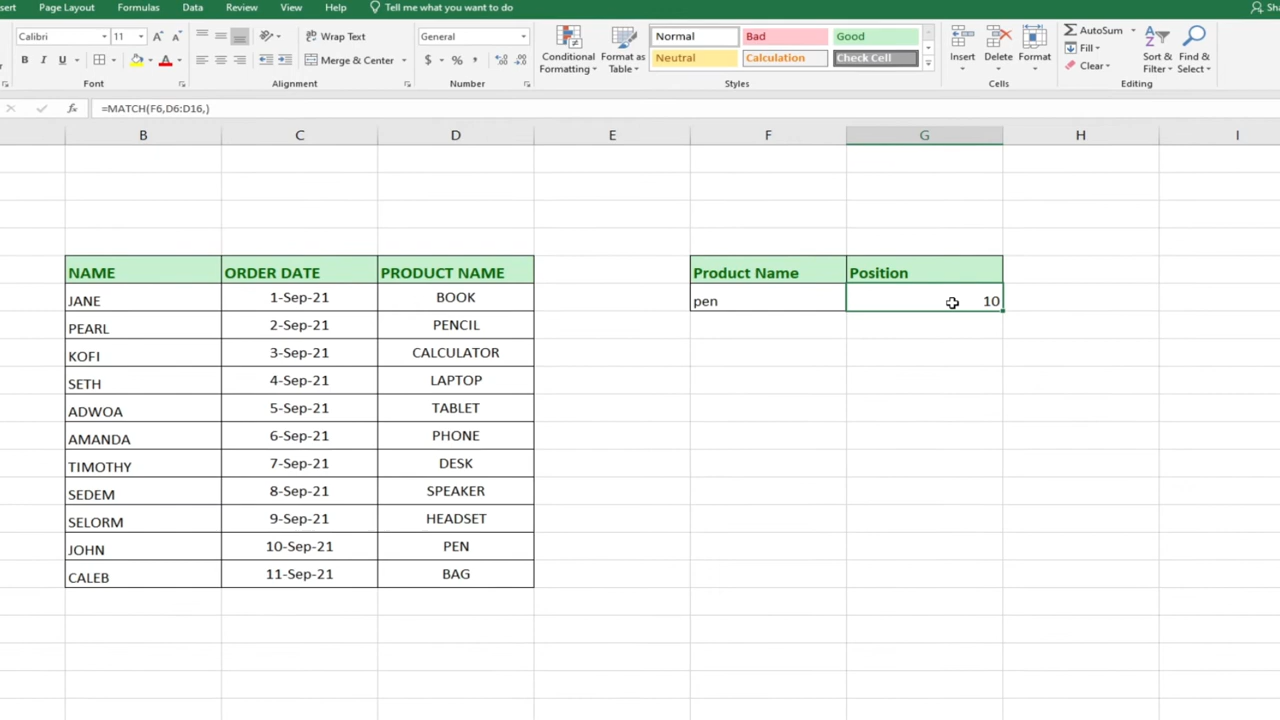 sert Page Layout Formulas Data Review View Help Tell me what you want to do Sha
Calibri 11 A A Wrap Text General Normal Bad Good AutoSum
B I U A Merge & Center $ % Conditional Formatting Format as Table Neutral Calculation Check Cell Insert Delete Format Fill Clear Sort & Filter Find & Select
Font Alignment Number Styles Cells Editing
fx =MATCH(F6,D6:D16,)
B C D E F G H I
NAME ORDER DATE PRODUCT NAME Product Name Position
JANE 1-Sep-21 BOOK pen 10
PEARL 2-Sep-21 PENCIL
KOFI 3-Sep-21 CALCULATOR
SETH 4-Sep-21 LAPTOP
ADWOA 5-Sep-21 TABLET
AMANDA 6-Sep-21 PHONE
TIMOTHY 7-Sep-21 DESK
SEDEM 8-Sep-21 SPEAKER
SELORM 9-Sep-21 HEADSET
JOHN 10-Sep-21 PEN
CALEB 11-Sep-21 BAG